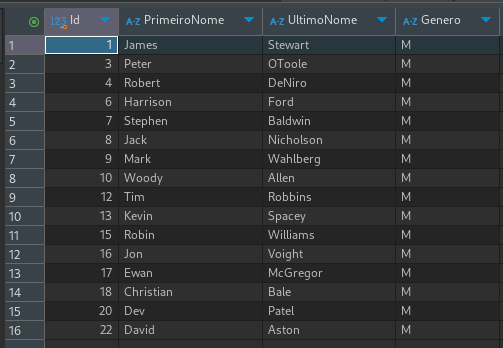 123 Id A-Z PrimeiroNome A-Z UltimoNome A-Z Genero
1 1 James Stewart M
2 3 Peter OToole M
3 4 Robert DeNiro M
4 6 Harrison Ford M
5 7 Stephen Baldwin M
6 8 Jack Nicholson M
7 9 Mark Wahlberg M
8 10 Woody Allen M
9 12 Tim Robbins M
10 13 Kevin Spacey M
11 15 Robin Williams M
12 16 Jon Voight M
13 17 Ewan McGregor M
14 18 Christian Bale M
15 20 Dev Patel M
16 22 David Aston M